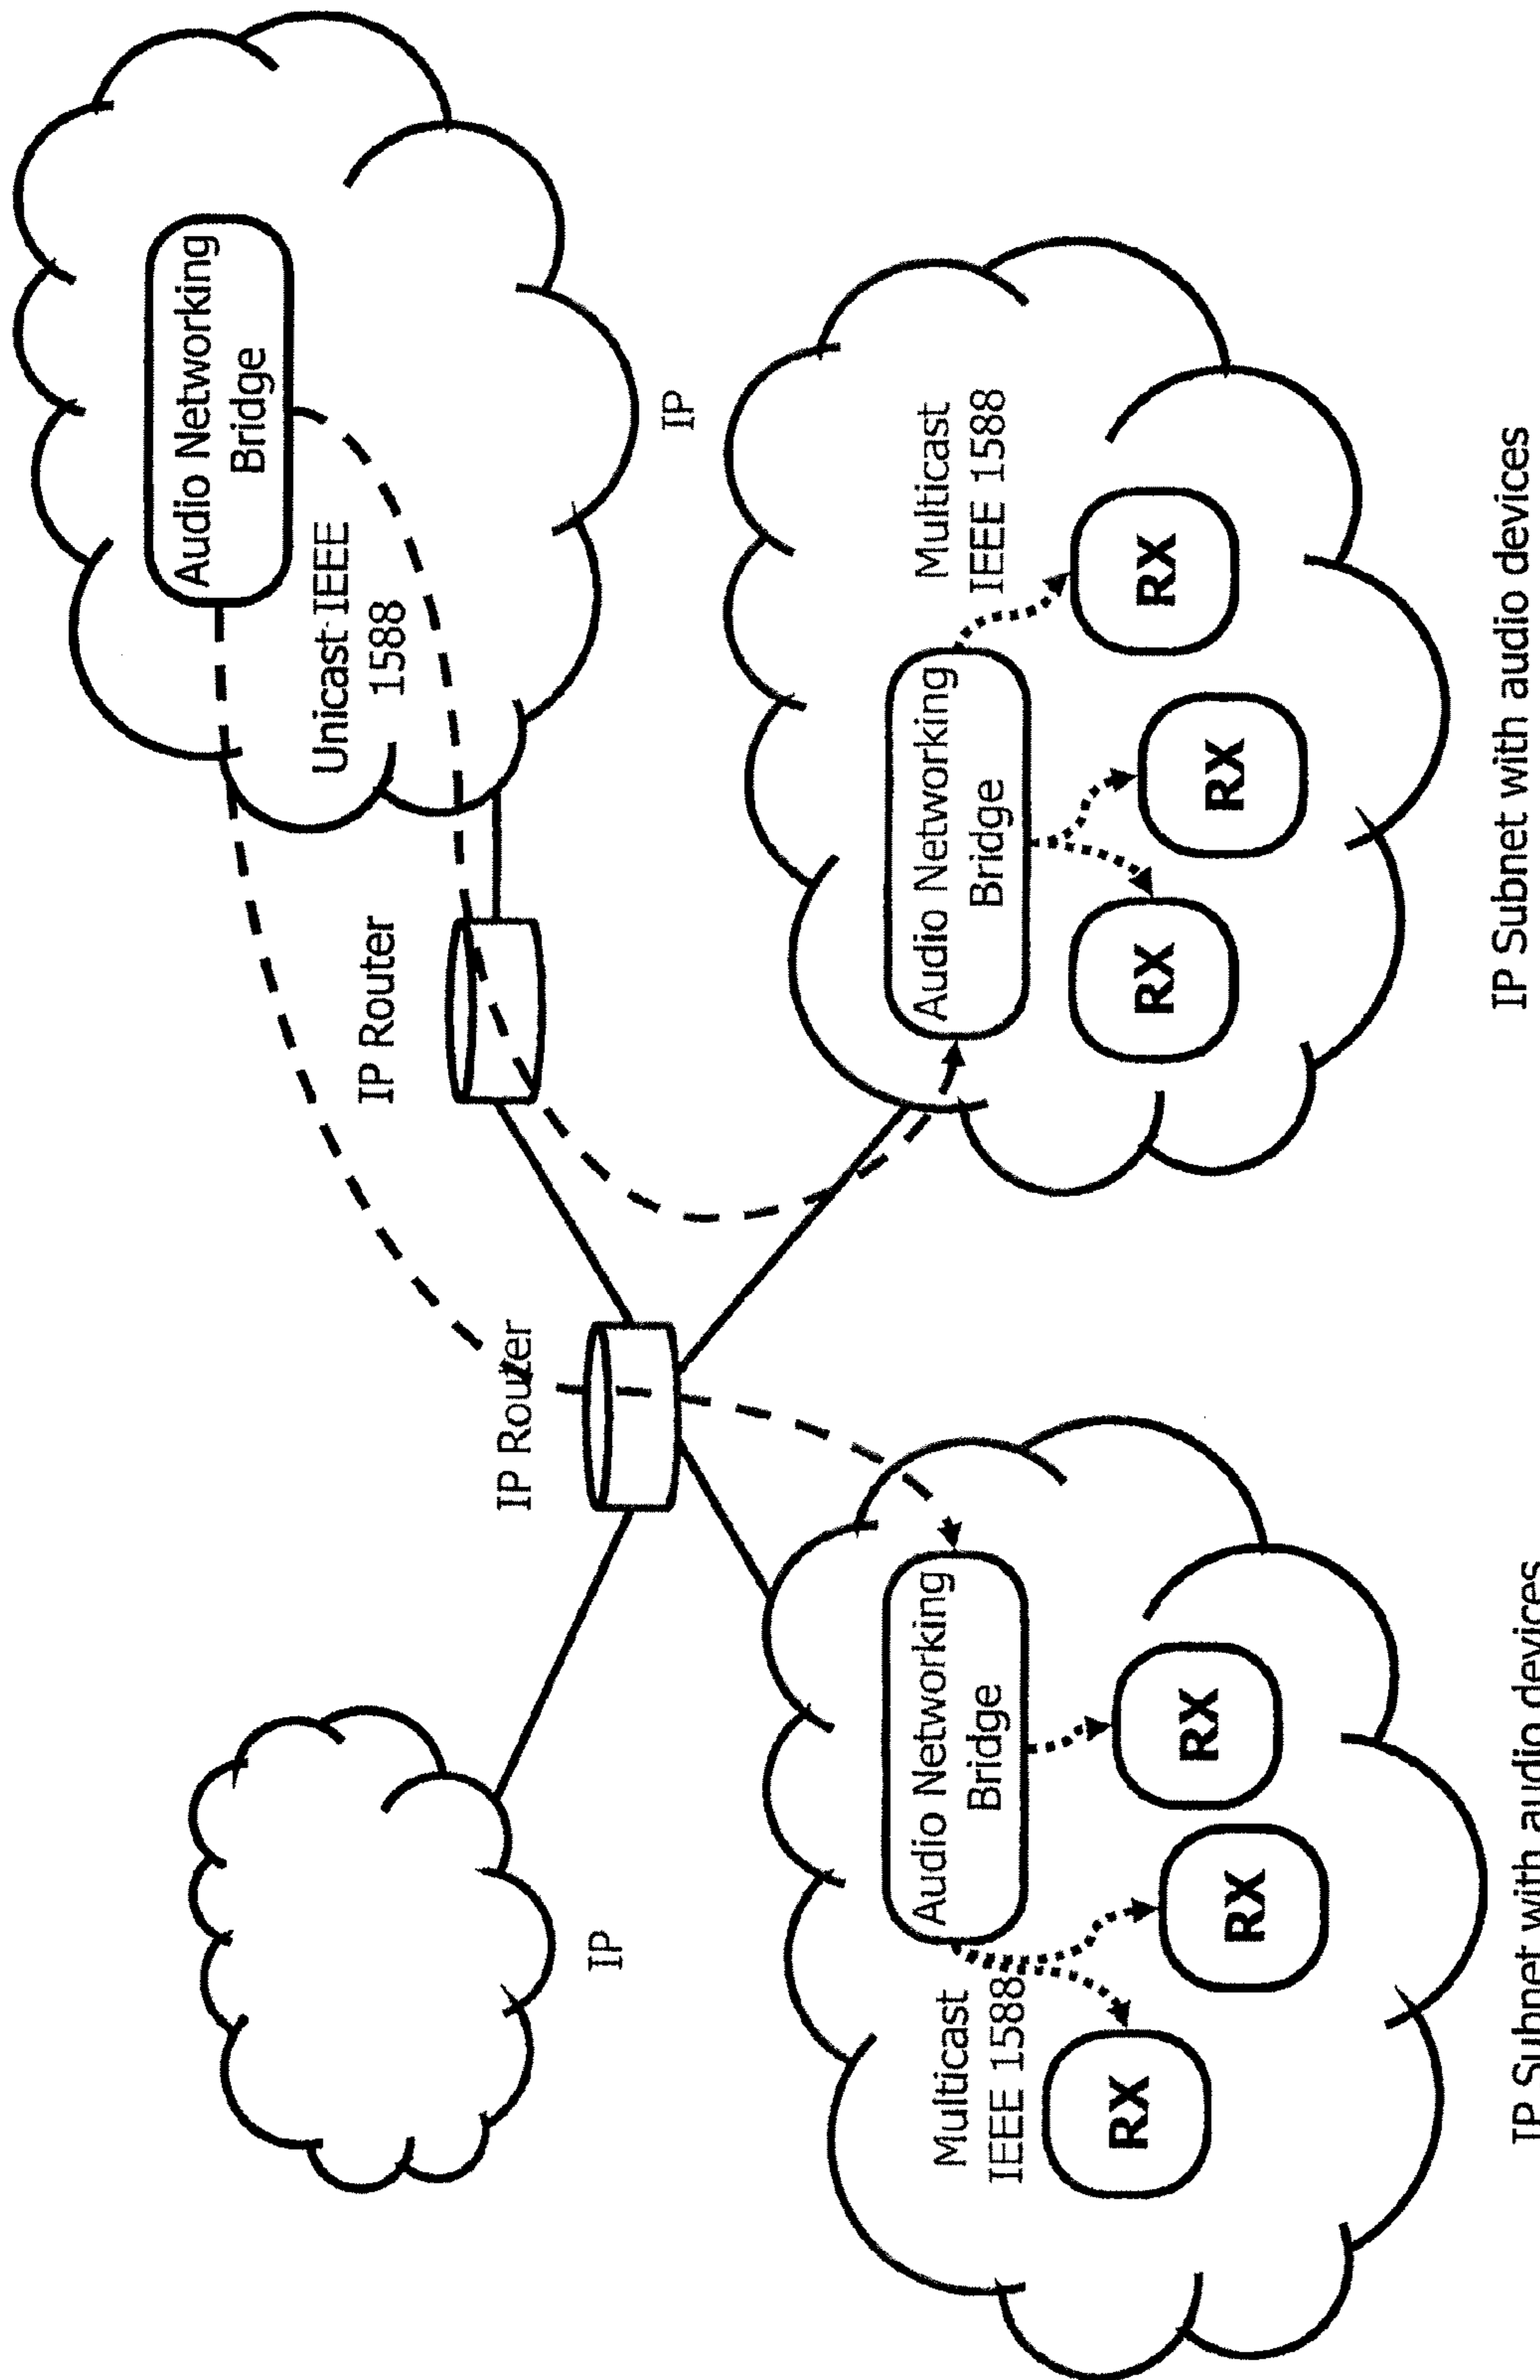 Audio Networking
Bridge
Unicast IEEE
1588
IP Router
IP Router
IP
IP
Audio Networking
Bridge
Multicast
IEEE 1588
RX
RX
RX
IP Subnet with audio devices
Audio Networking
Bridge
Multicast
IEEE 1588
RX
RX
RX
IP Subnet with audio devices